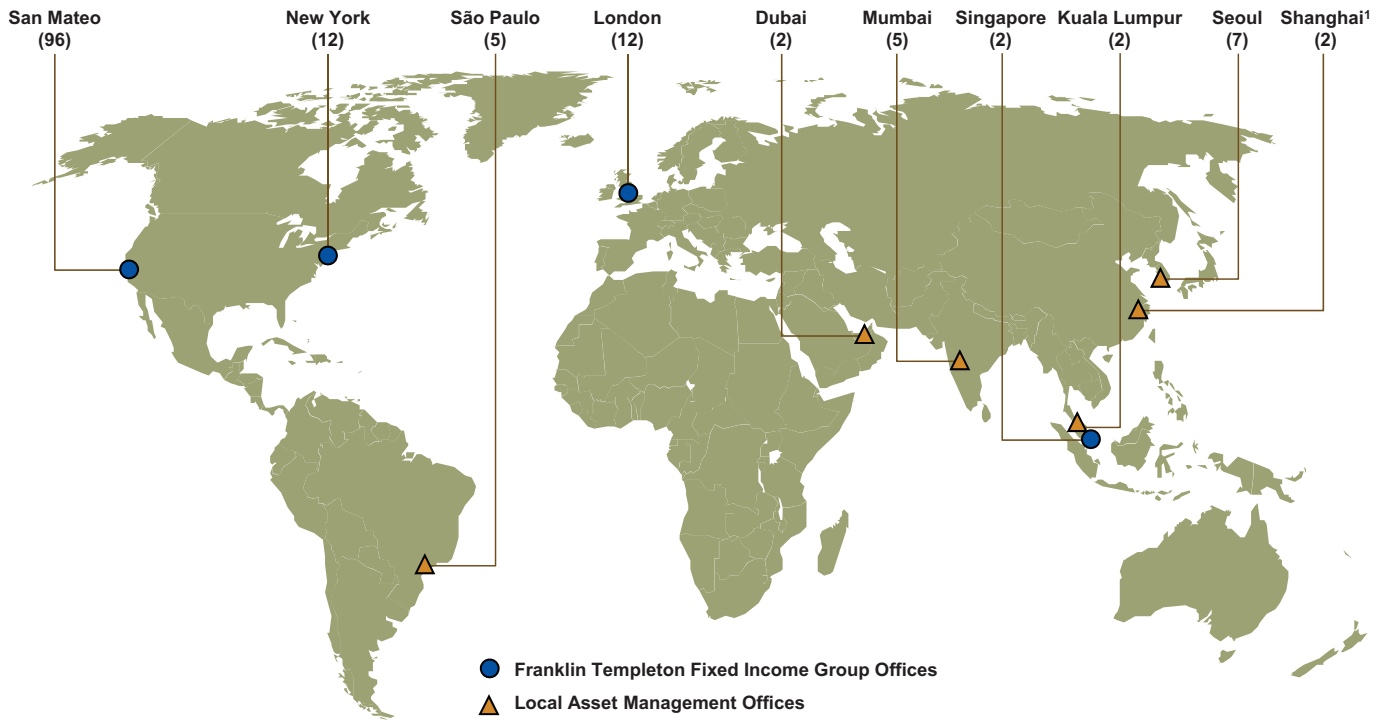 San Mateo
(96)
New York
(12)
São Paulo
(5)
London
(12)
Dubai
(2)
Mumbai
(5)
Singapore
(2)
Kuala Lumpur
(2)
Seoul
(7)
Shanghai¹
(2)
Franklin Templeton Fixed Income Group Offices
Local Asset Management Offices